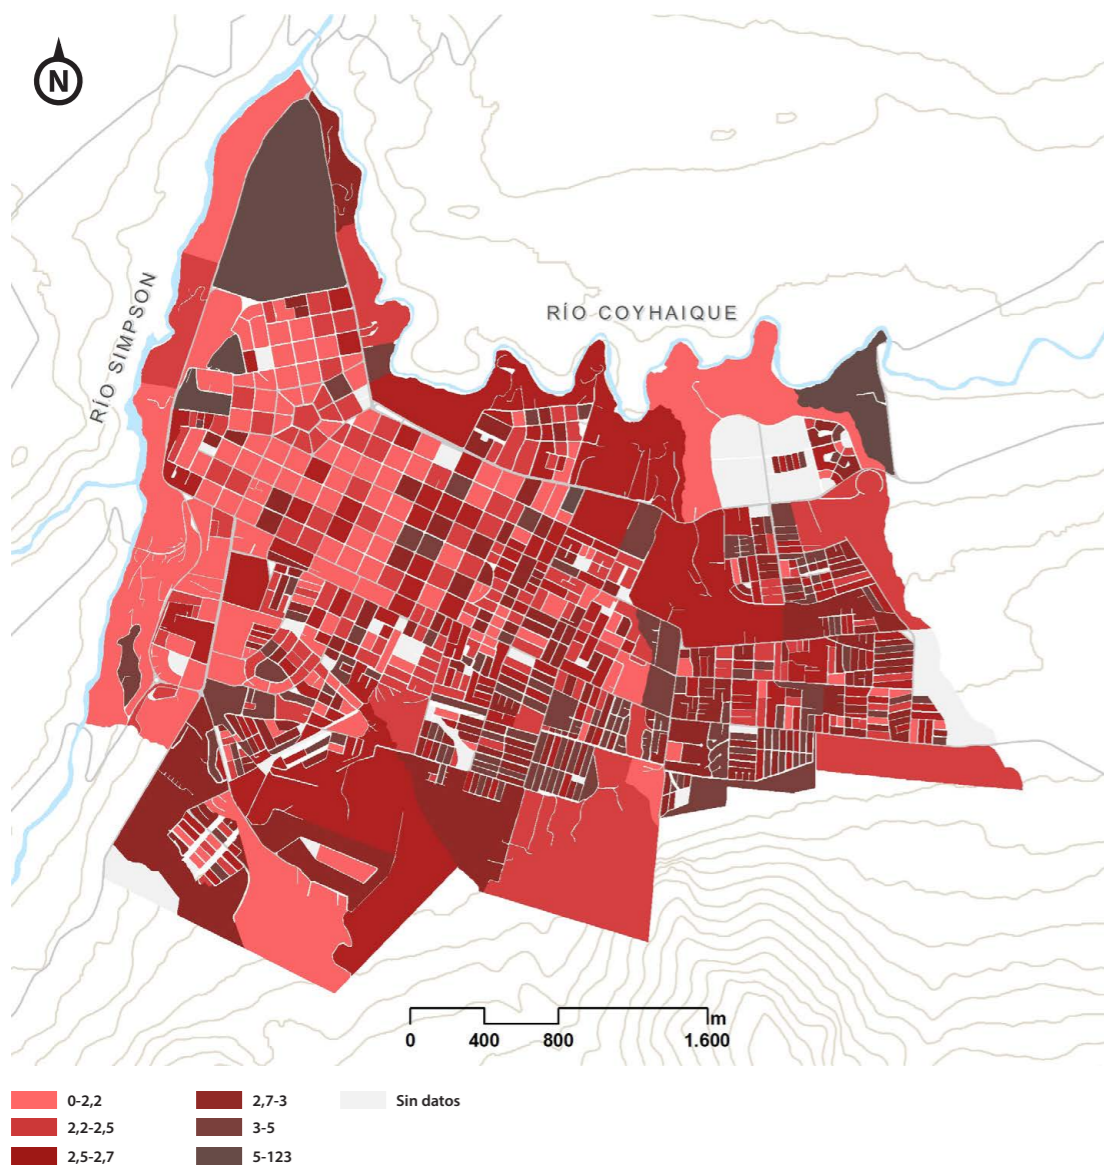 N
RÍO SIMPSON
RÍO COYHAIQUE
m
0 400 800 1.600
0-2,2
2,2-2,5
2,5-2,7
2,7-3
3-5
5-123
Sin datos